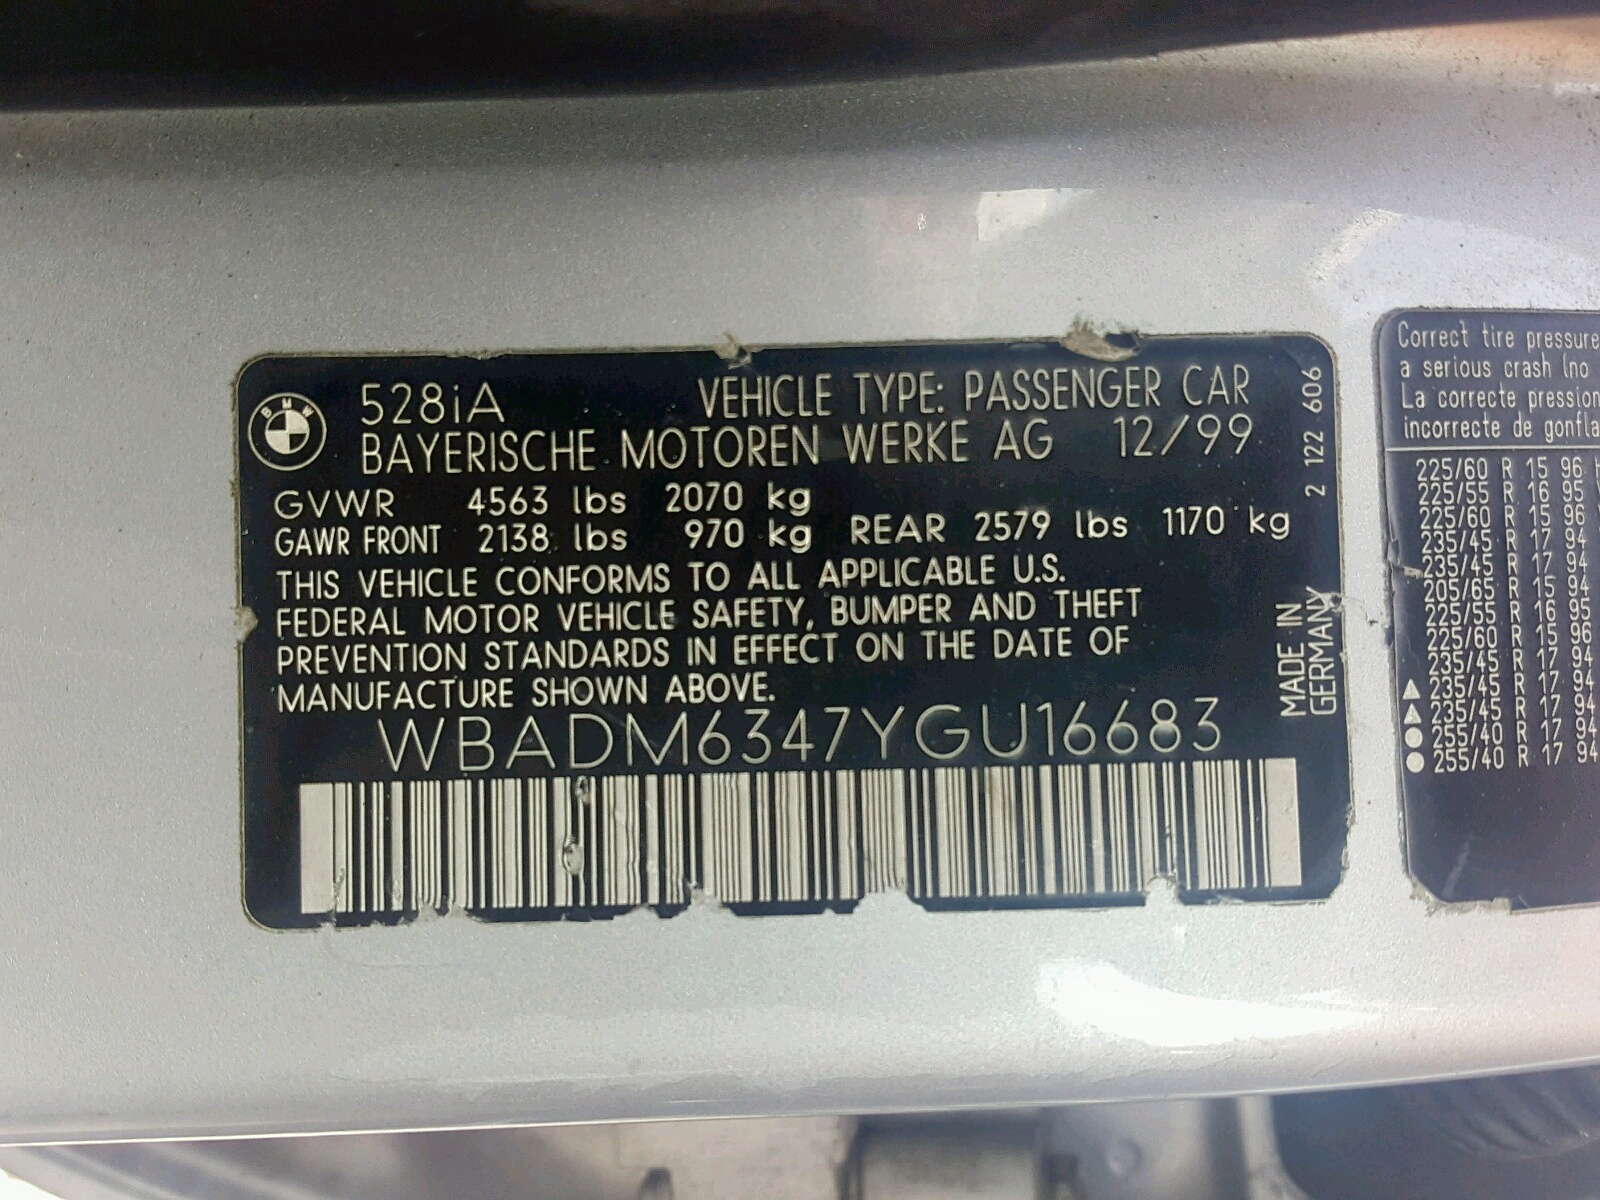 BMW
528iA VEHICLE TYPE: PASSENGER CAR
BAYERISCHE MOTOREN WERKE AG 12/99
GVWR 4563 lbs 2070 kg
GAWR FRONT 2138 lbs 970 kg REAR 2579 lbs 1170 kg
THIS VEHICLE CONFORMS TO ALL APPLICABLE U.S.
FEDERAL MOTOR VEHICLE SAFETY, BUMPER AND THEFT
PREVENTION STANDARDS IN EFFECT ON THE DATE OF
MANUFACTURE SHOWN ABOVE.
WBADM6347YGU16683
2 122 606
MADE IN
GERMANY
Correct tire pressure
a serious crash (no
La correcte pression
incorrecte de gonfla
225/60 R 15 96 H
225/55 R 16 95
225/60 R 15 96
235/45 R 17 94
235/45 R 17 94
205/65 R 15 94
225/55 R 16 95
225/60 R 15 96
235/45 R 17 94
▲ 235/45 R 17 94
▲ 235/45 R 17 94
● 255/40 R 17 94
● 255/40 R 17 94